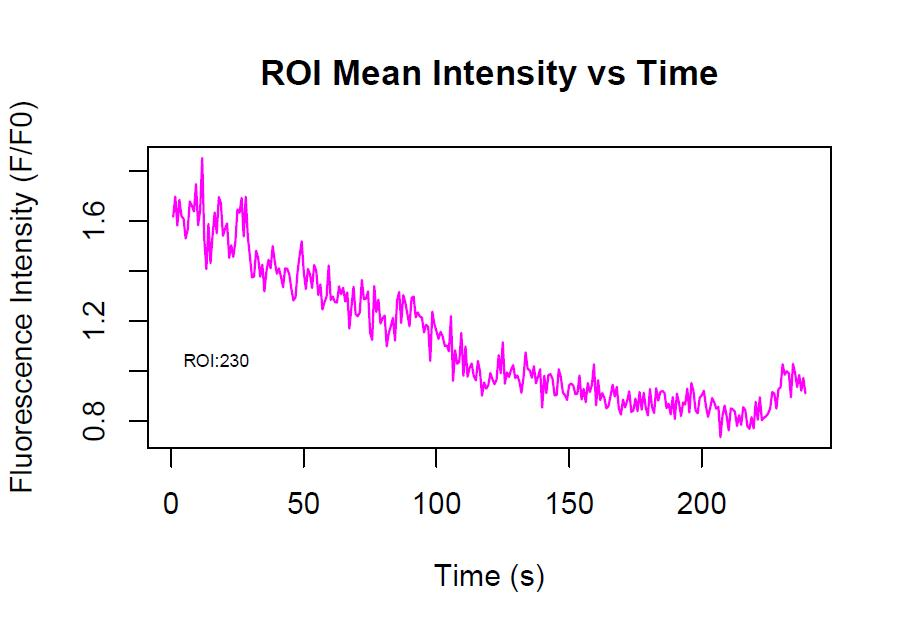 ROI Mean Intensity vs Time
Fluorescence Intensity (F/F0)
1.6
1.2
0.8
ROI:230
0 50 100 150 200
Time (s)